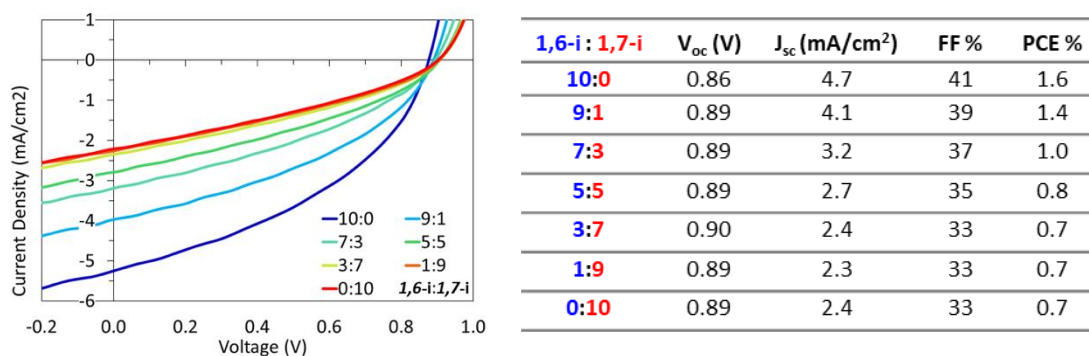 1
0
-1
-2
-3
-4
-5
-6
Current Density (mA/cm2)
10:0 9:1
7:3 5:5
3:7 1:9
0:10 1,6-i:1,7-i
-0.2 0.0 0.2 0.4 0.6 0.8 1.0
Voltage (V)
1,6-i : 1,7-i Voc (V) Jsc (mA/cm²) FF % PCE %
10:0 0.86 4.7 41 1.6
9:1 0.89 4.1 39 1.4
7:3 0.89 3.2 37 1.0
5:5 0.89 2.7 35 0.8
3:7 0.90 2.4 33 0.7
1:9 0.89 2.3 33 0.7
0:10 0.89 2.4 33 0.7